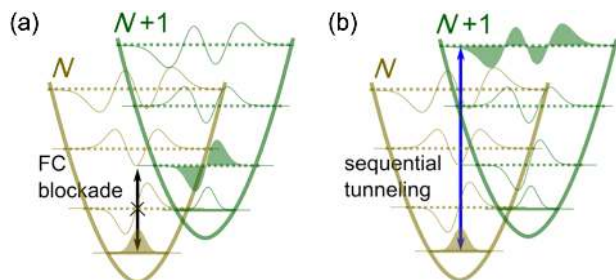 (a)
N + 1
N
FC
blockade
(b)
N + 1
N
sequential
tunneling